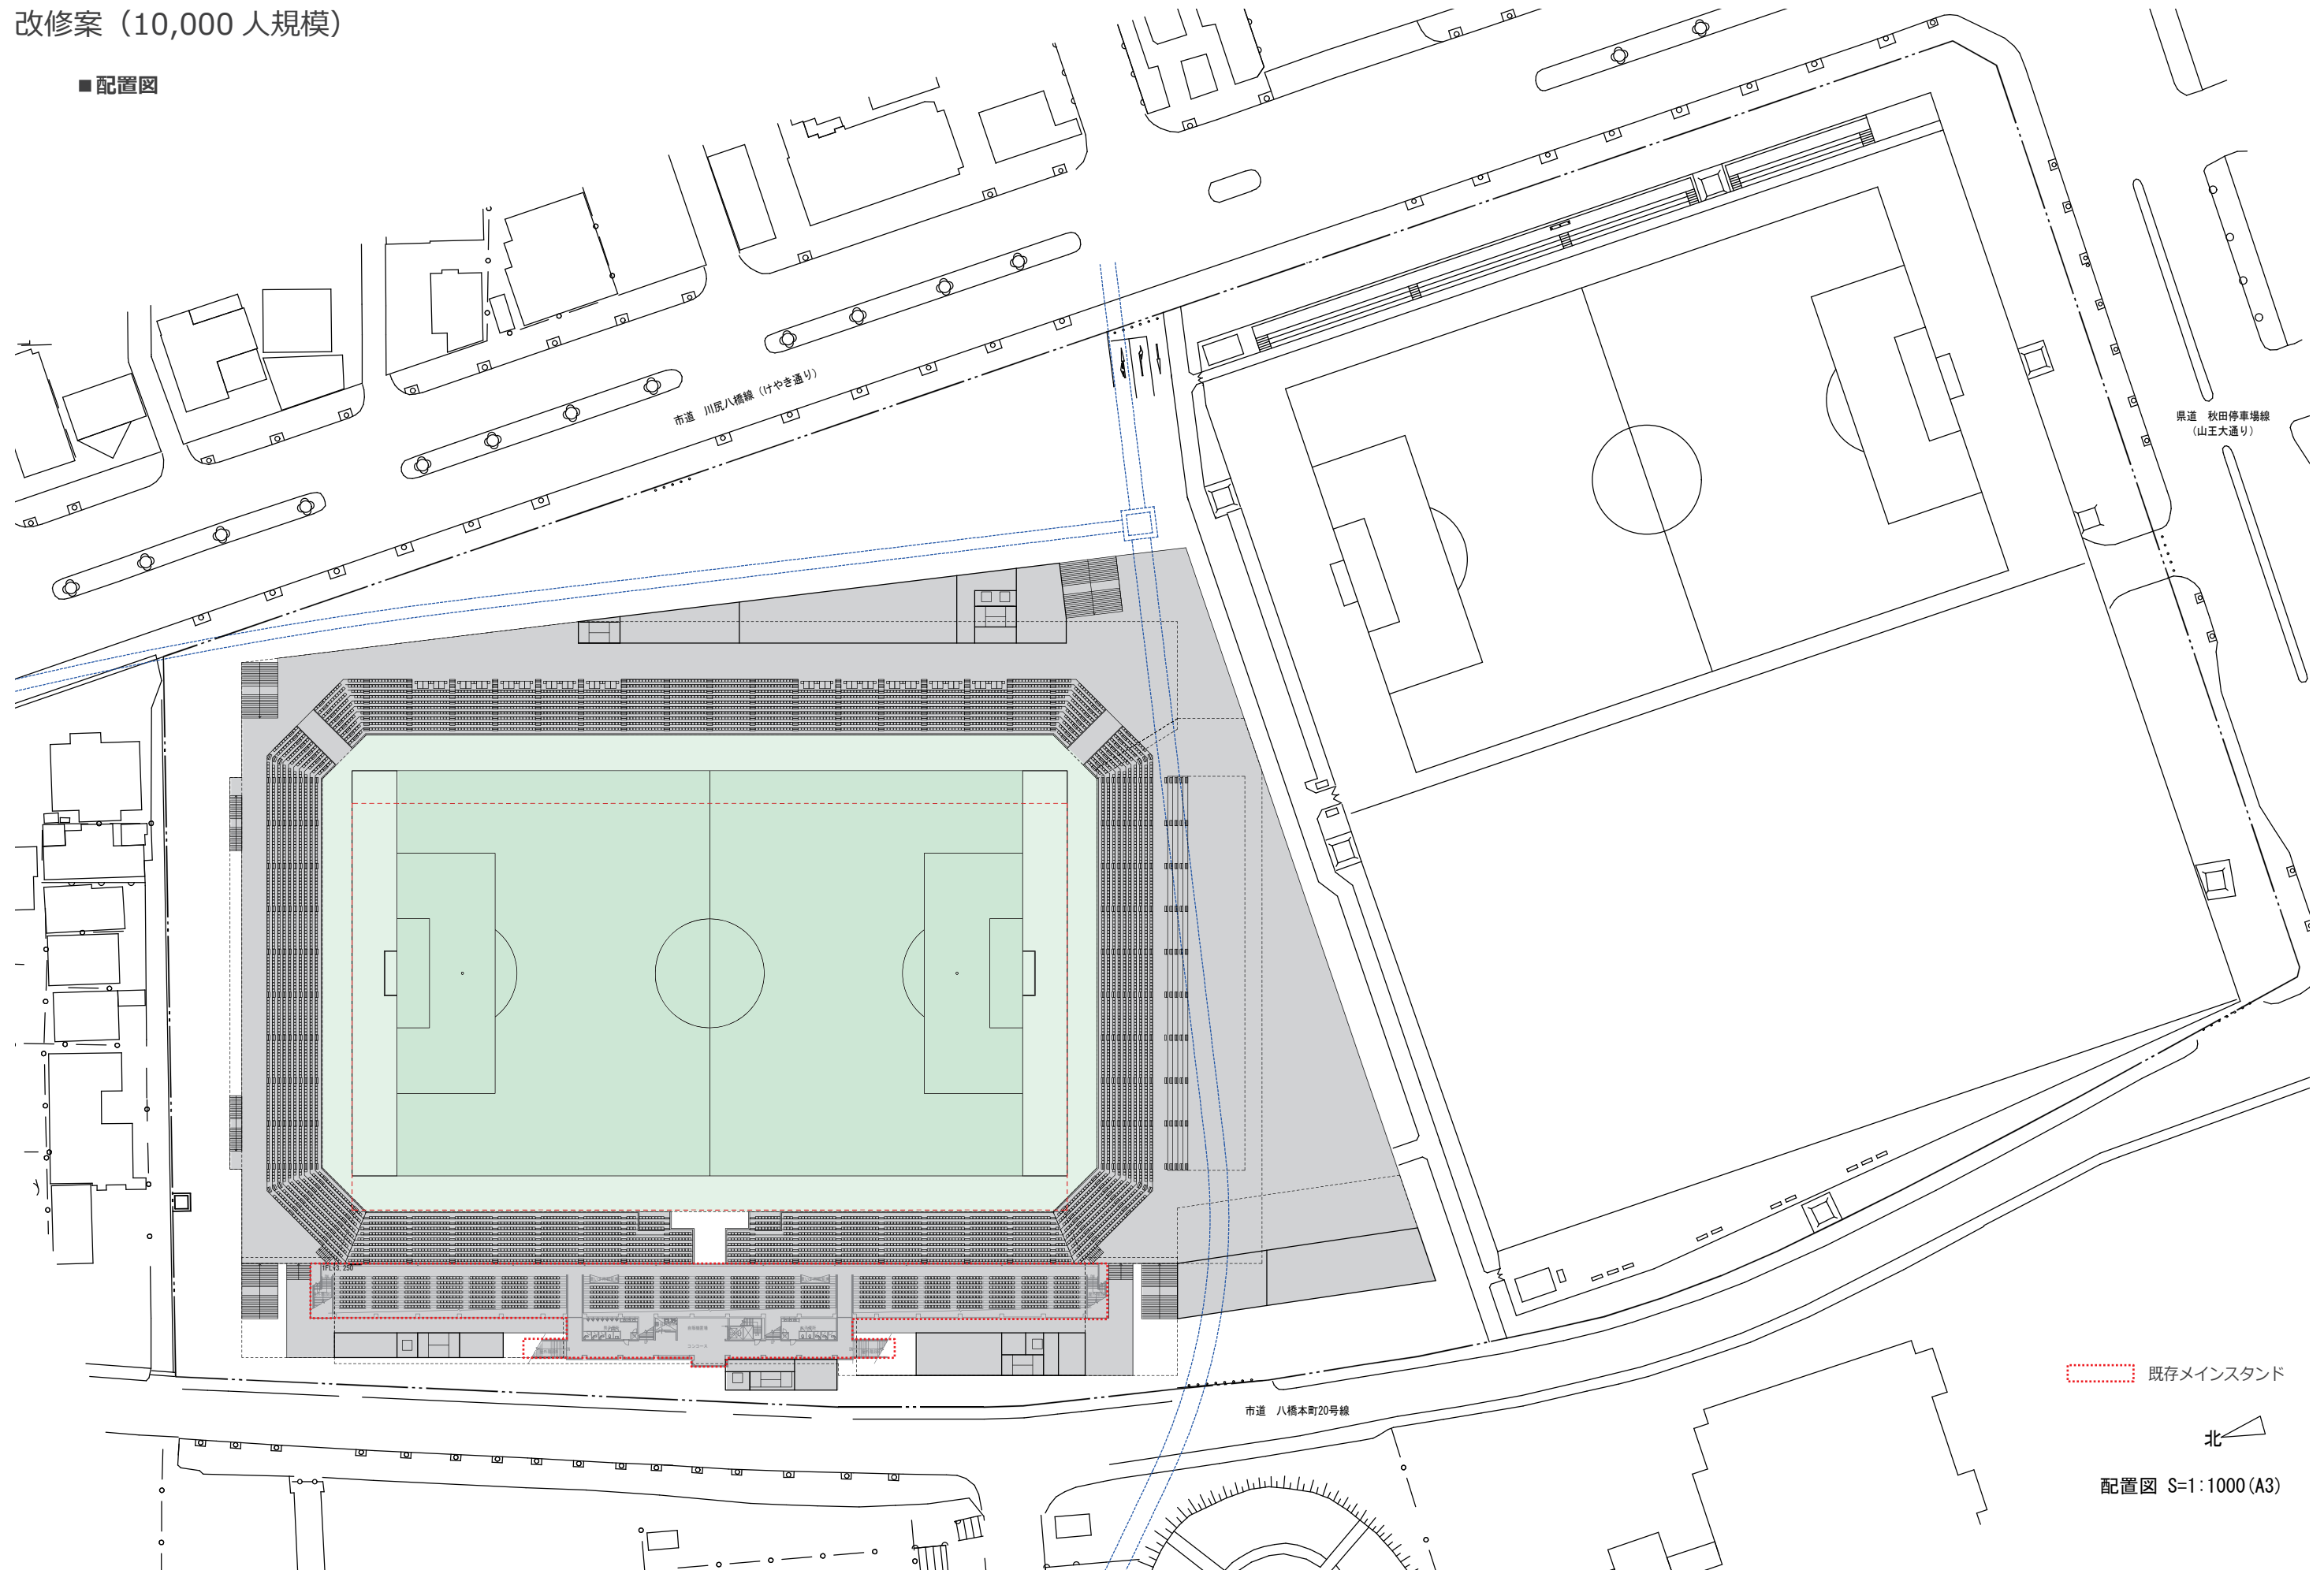 改修案（10,000 人規模）
■配置図
市道　川尻八橋線（けやき通り）
県道　秋田停車場線
（山王大通り）
1FL+3,250
市道　八橋本町20号線
既存メインスタンド
北
配置図 S=1:1000(A3)